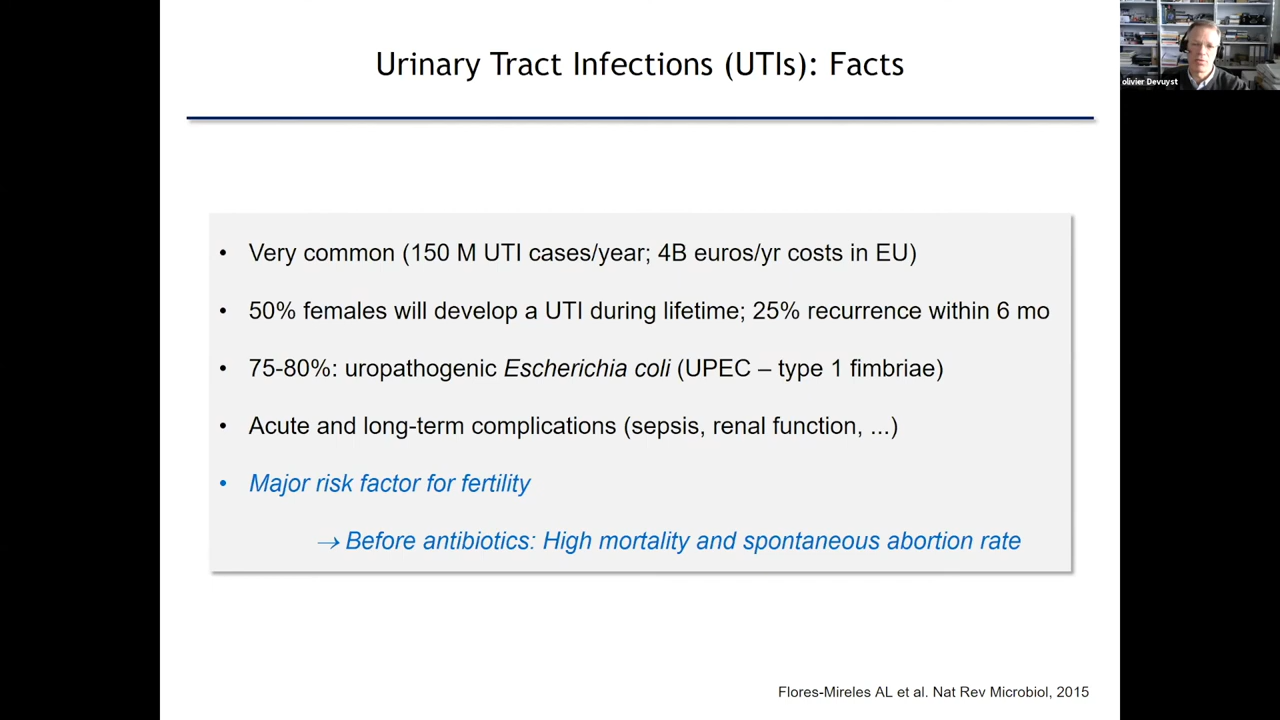 Urinary Tract Infections (UTIs): Facts
olivier Devuyst
• Very common (150 M UTI cases/year; 4B euros/yr costs in EU)
• 50% females will develop a UTI during lifetime; 25% recurrence within 6 mo
• 75-80%: uropathogenic Escherichia coli (UPEC – type 1 fimbriae)
• Acute and long-term complications (sepsis, renal function, ...)
• Major risk factor for fertility
→ Before antibiotics: High mortality and spontaneous abortion rate
Flores-Mireles AL et al. Nat Rev Microbiol, 2015